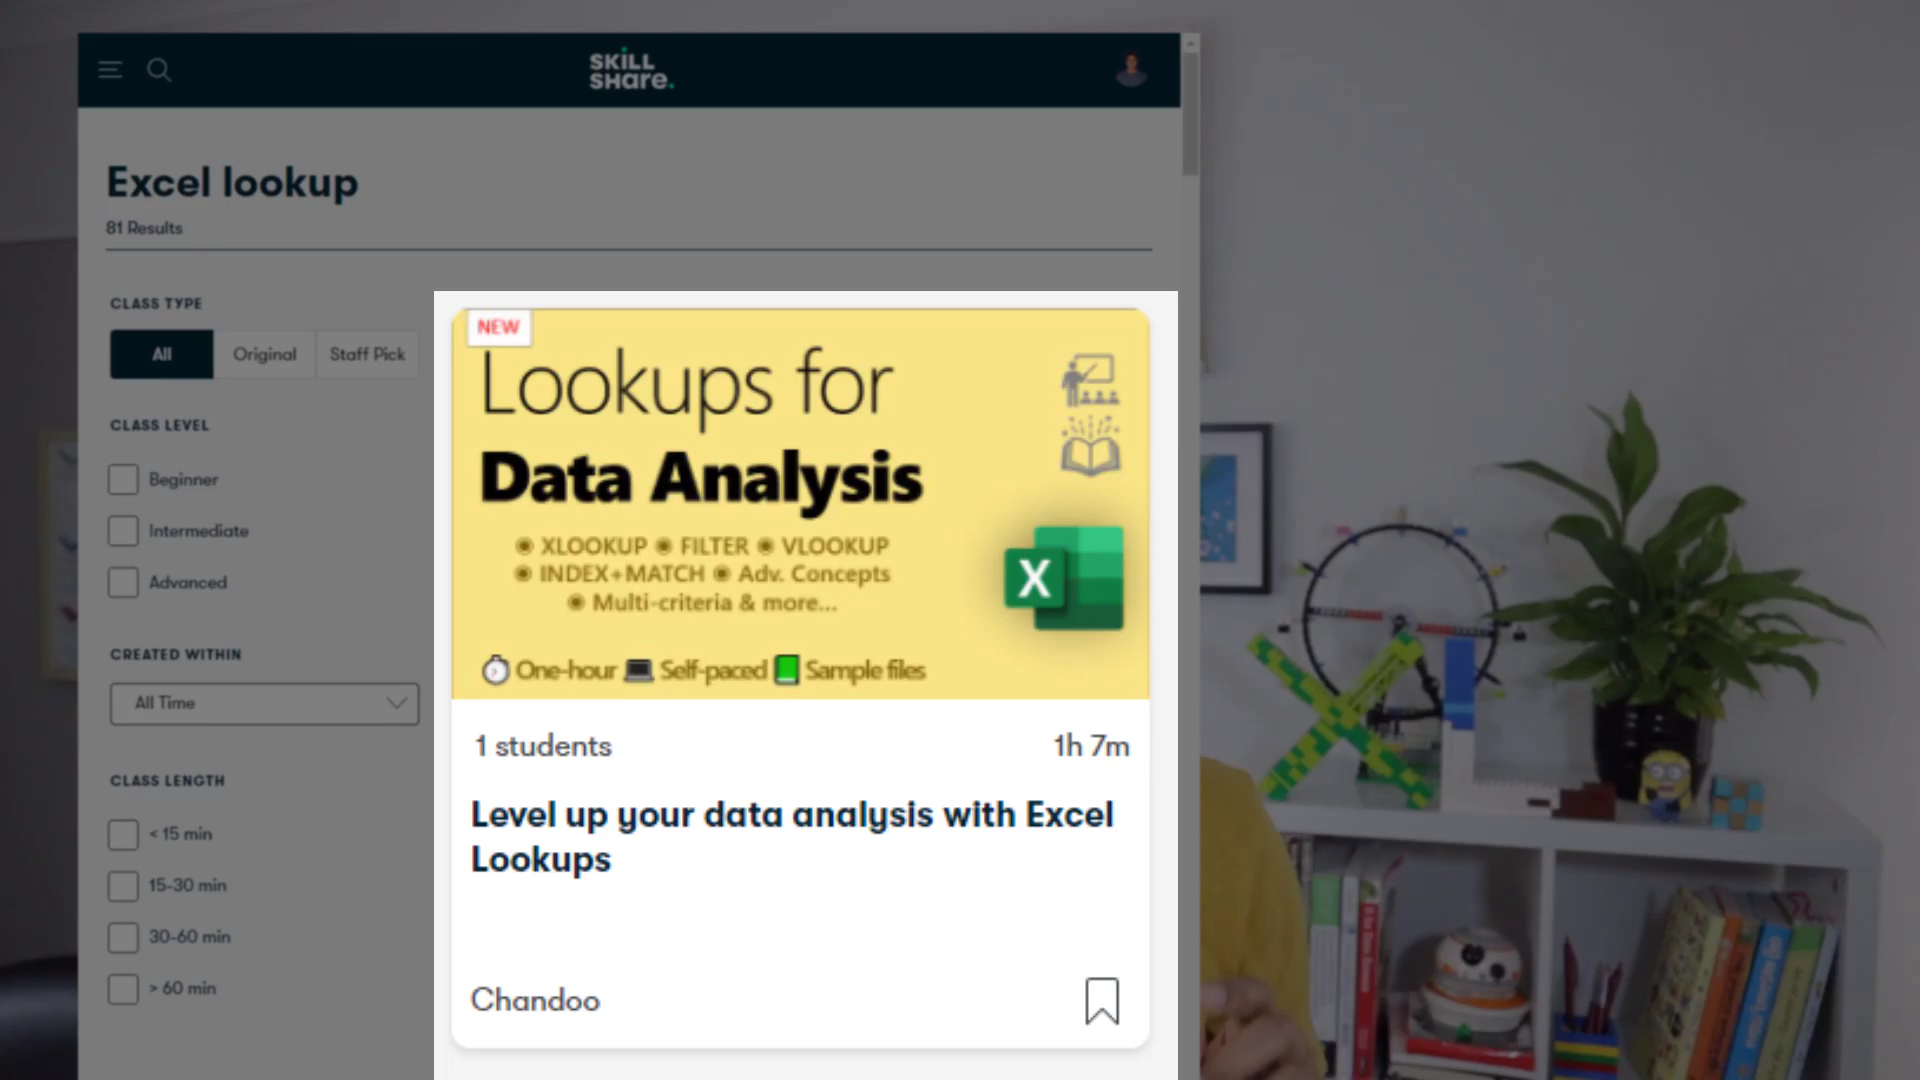 SKILL
SHARE.
Excel lookup
81 Results
CLASS TYPE
All
Original
Staff Pick
CLASS LEVEL
Beginner
Intermediate
Advanced
CREATED WITHIN
All Time
CLASS LENGTH
< 15 min
15-30 min
30-60 min
> 60 min
NEW
Lookups for
Data Analysis
◉ XLOOKUP ◉ FILTER ◉ VLOOKUP
◉ INDEX+MATCH ◉ Adv. Concepts
◉ Multi-criteria & more...
X
One-hour Self-paced Sample files
1 students
1h 7m
Level up your data analysis with Excel
Lookups
Chandoo